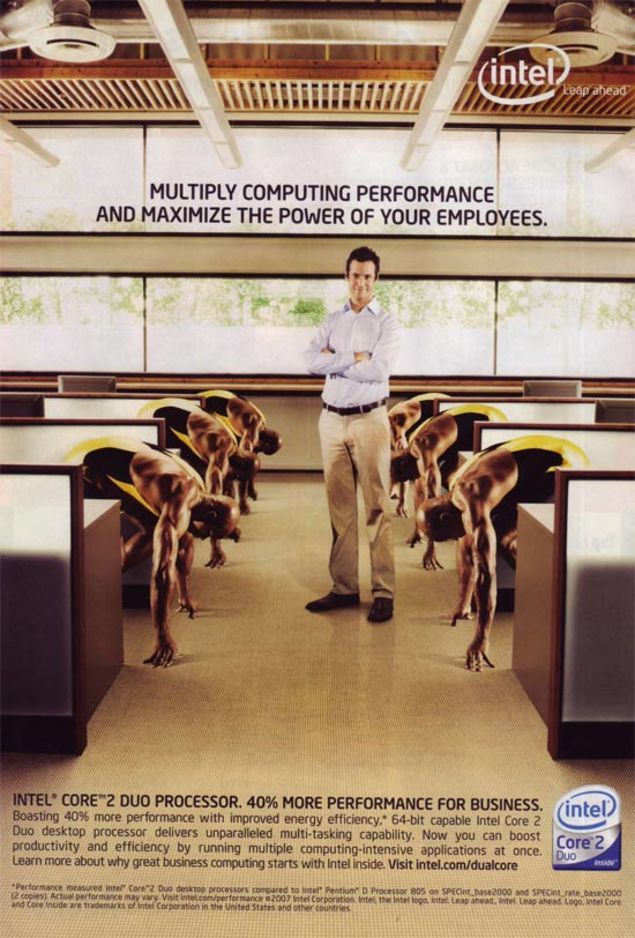 intel
Leap ahead™
MULTIPLY COMPUTING PERFORMANCE
AND MAXIMIZE THE POWER OF YOUR EMPLOYEES.
INTEL® CORE™2 DUO PROCESSOR. 40% MORE PERFORMANCE FOR BUSINESS.
Boasting 40% more performance with improved energy efficiency,* 64-bit capable Intel Core 2
Duo desktop processor delivers unparalleled multi-tasking capability. Now you can boost
productivity and efficiency by running multiple computing-intensive applications at once.
Learn more about why great business computing starts with Intel inside. Visit intel.com/dualcore
intel
Core™2
Duo
inside™
*Performance measured Intel® Core™2 Duo desktop processors compared to Intel® Pentium® D Processor 805 on SPECint_base2000 and SPECint_rate_base2000
(2 copies). Actual performance may vary. Visit intel.com/performance ©2007 Intel Corporation. Intel, the Intel logo, Intel. Leap ahead., Intel. Leap ahead. Logo, Intel Core
and Core Inside are trademarks of Intel Corporation in the United States and other countries.